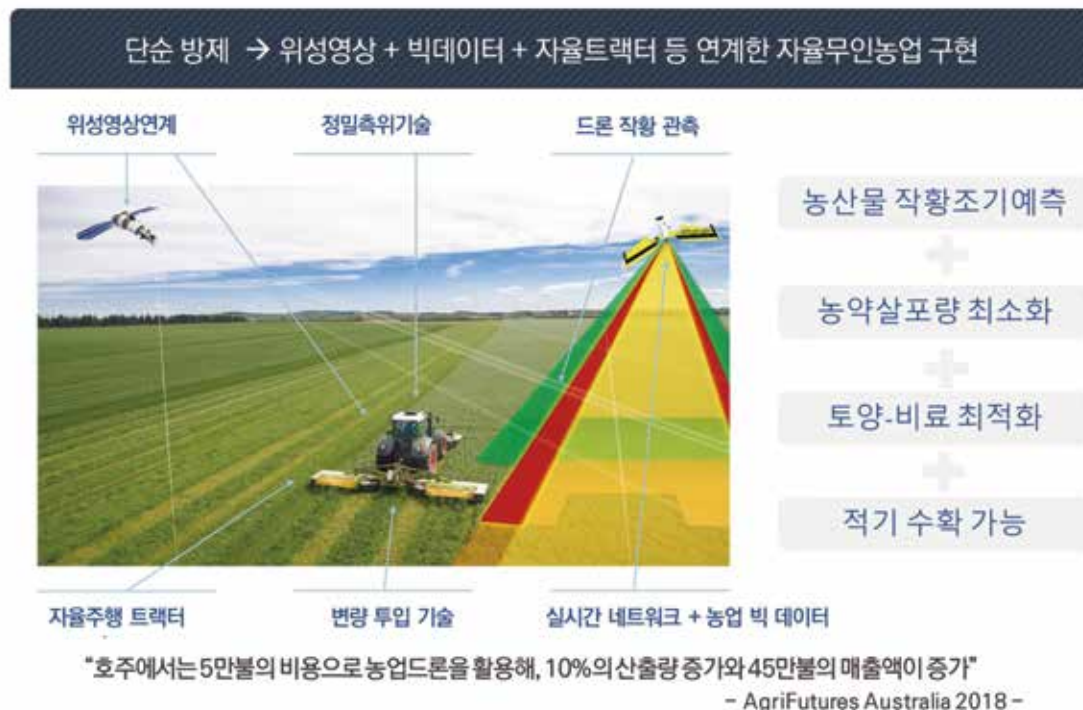 단순 방제 → 위성영상 + 빅데이터 + 자율트랙터 등 연계한 자율무인농업 구현
위성영상연계
정밀측위기술
드론 작황 관측
농산물 작황조기예측
농약살포량 최소화
토양-비료 최적화
적기 수확 가능
자율주행 트랙터
변량 투입 기술
실시간 네트워크 + 농업 빅 데이터
“호주에서는 5만불의 비용으로 농업드론을 활용해, 10%의 산출량 증가와 45만불의 매출액이 증가”
– AgriFutures Australia 2018 –